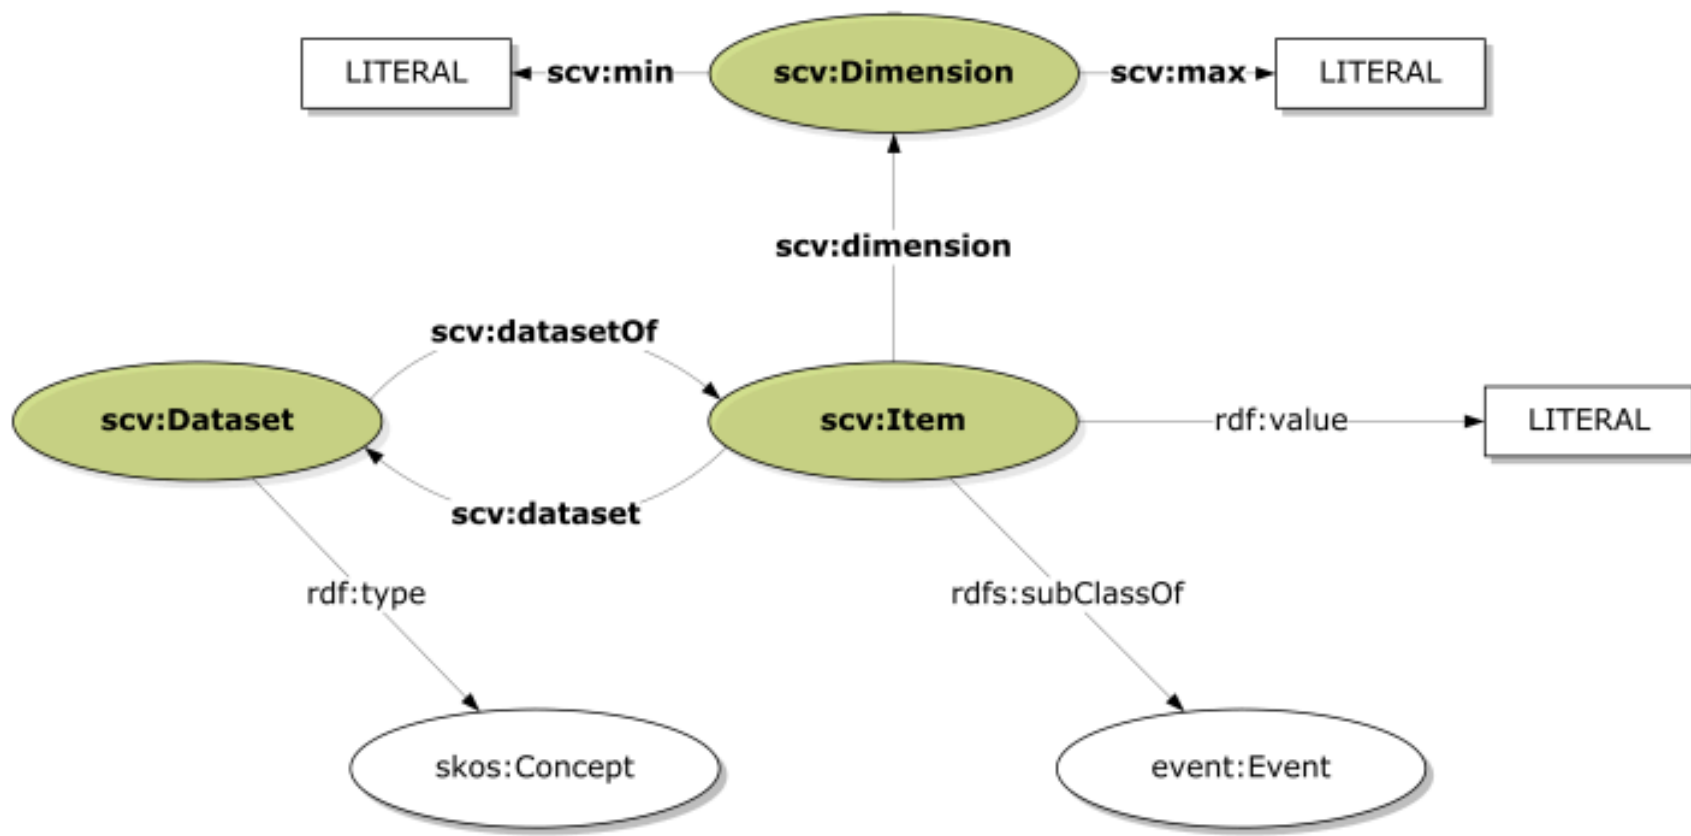 LITERAL
scv:min
scv:Dimension
scv:max
LITERAL
scv:dimension
scv:datasetOf
scv:Dataset
scv:Item
rdf:value
LITERAL
scv:dataset
rdf:type
rdfs:subClassOf
skos:Concept
event:Event